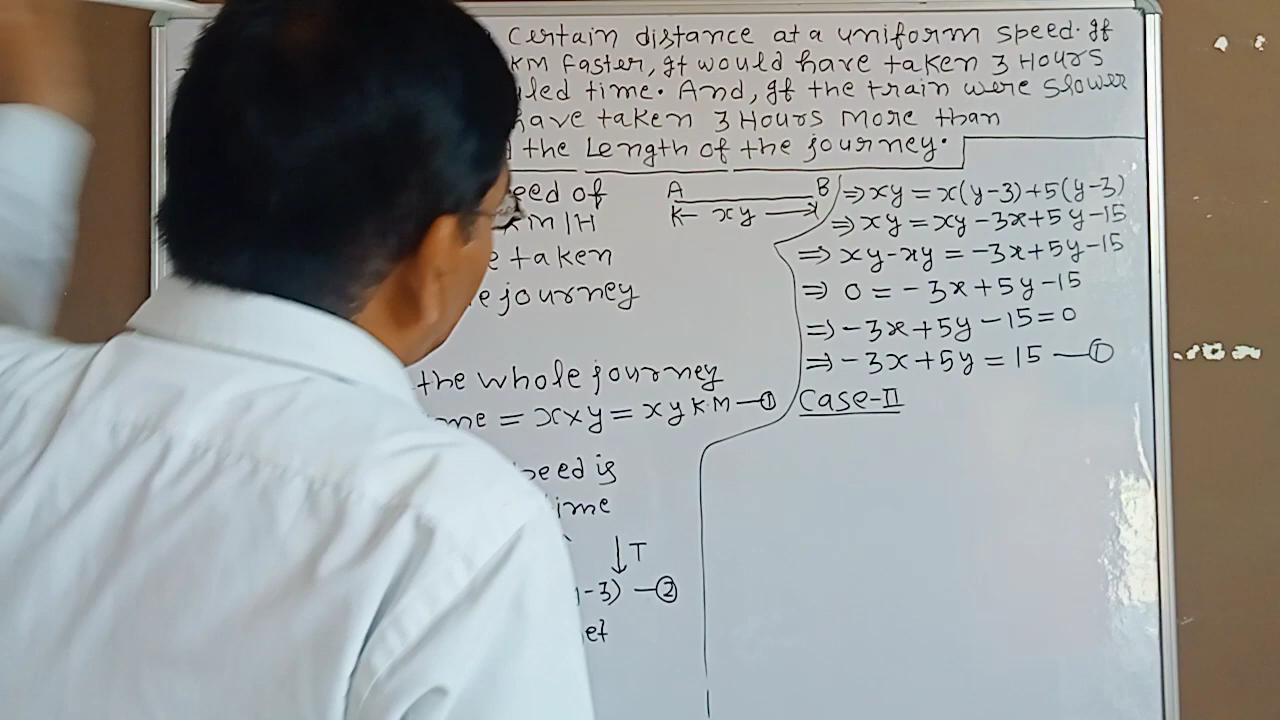 certain distance at a uniform speed. If
KM Faster, It would have taken 3 Hours
uled time. And, If the train were slower
have taken 3 Hours More than
the Length of the journey.
eed of
KM/H
e taken
e journey
the whole journey
me = x×y = xy K.M —①
peed is
ime
↓T
y-3) —②
et
A B
K— xy —→
⇒ xy = x(y-3)+5(y-3)
⇒ xy = xy-3x+5y-15
⇒ xy-xy = -3x+5y-15
⇒ 0 = -3x+5y-15
⇒ -3x+5y-15=0
⇒ -3x+5y = 15 —①
Case-II